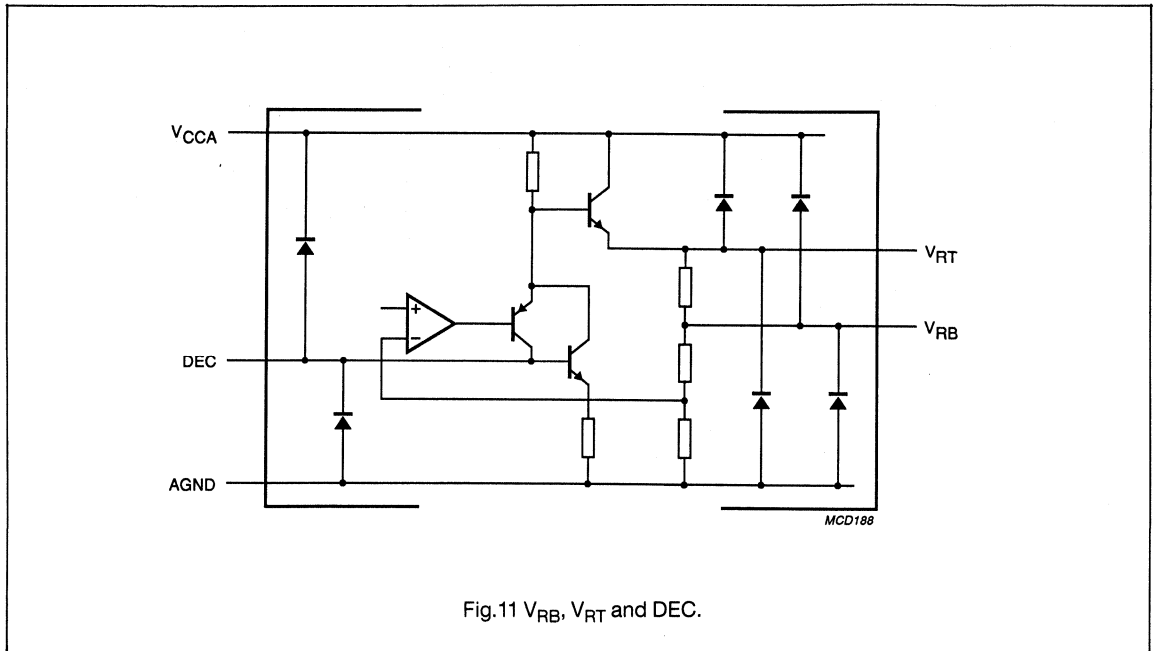 VCCA
+
−
VRT
VRB
DEC
AGND
MCD188
Fig.11 VRB, VRT and DEC.